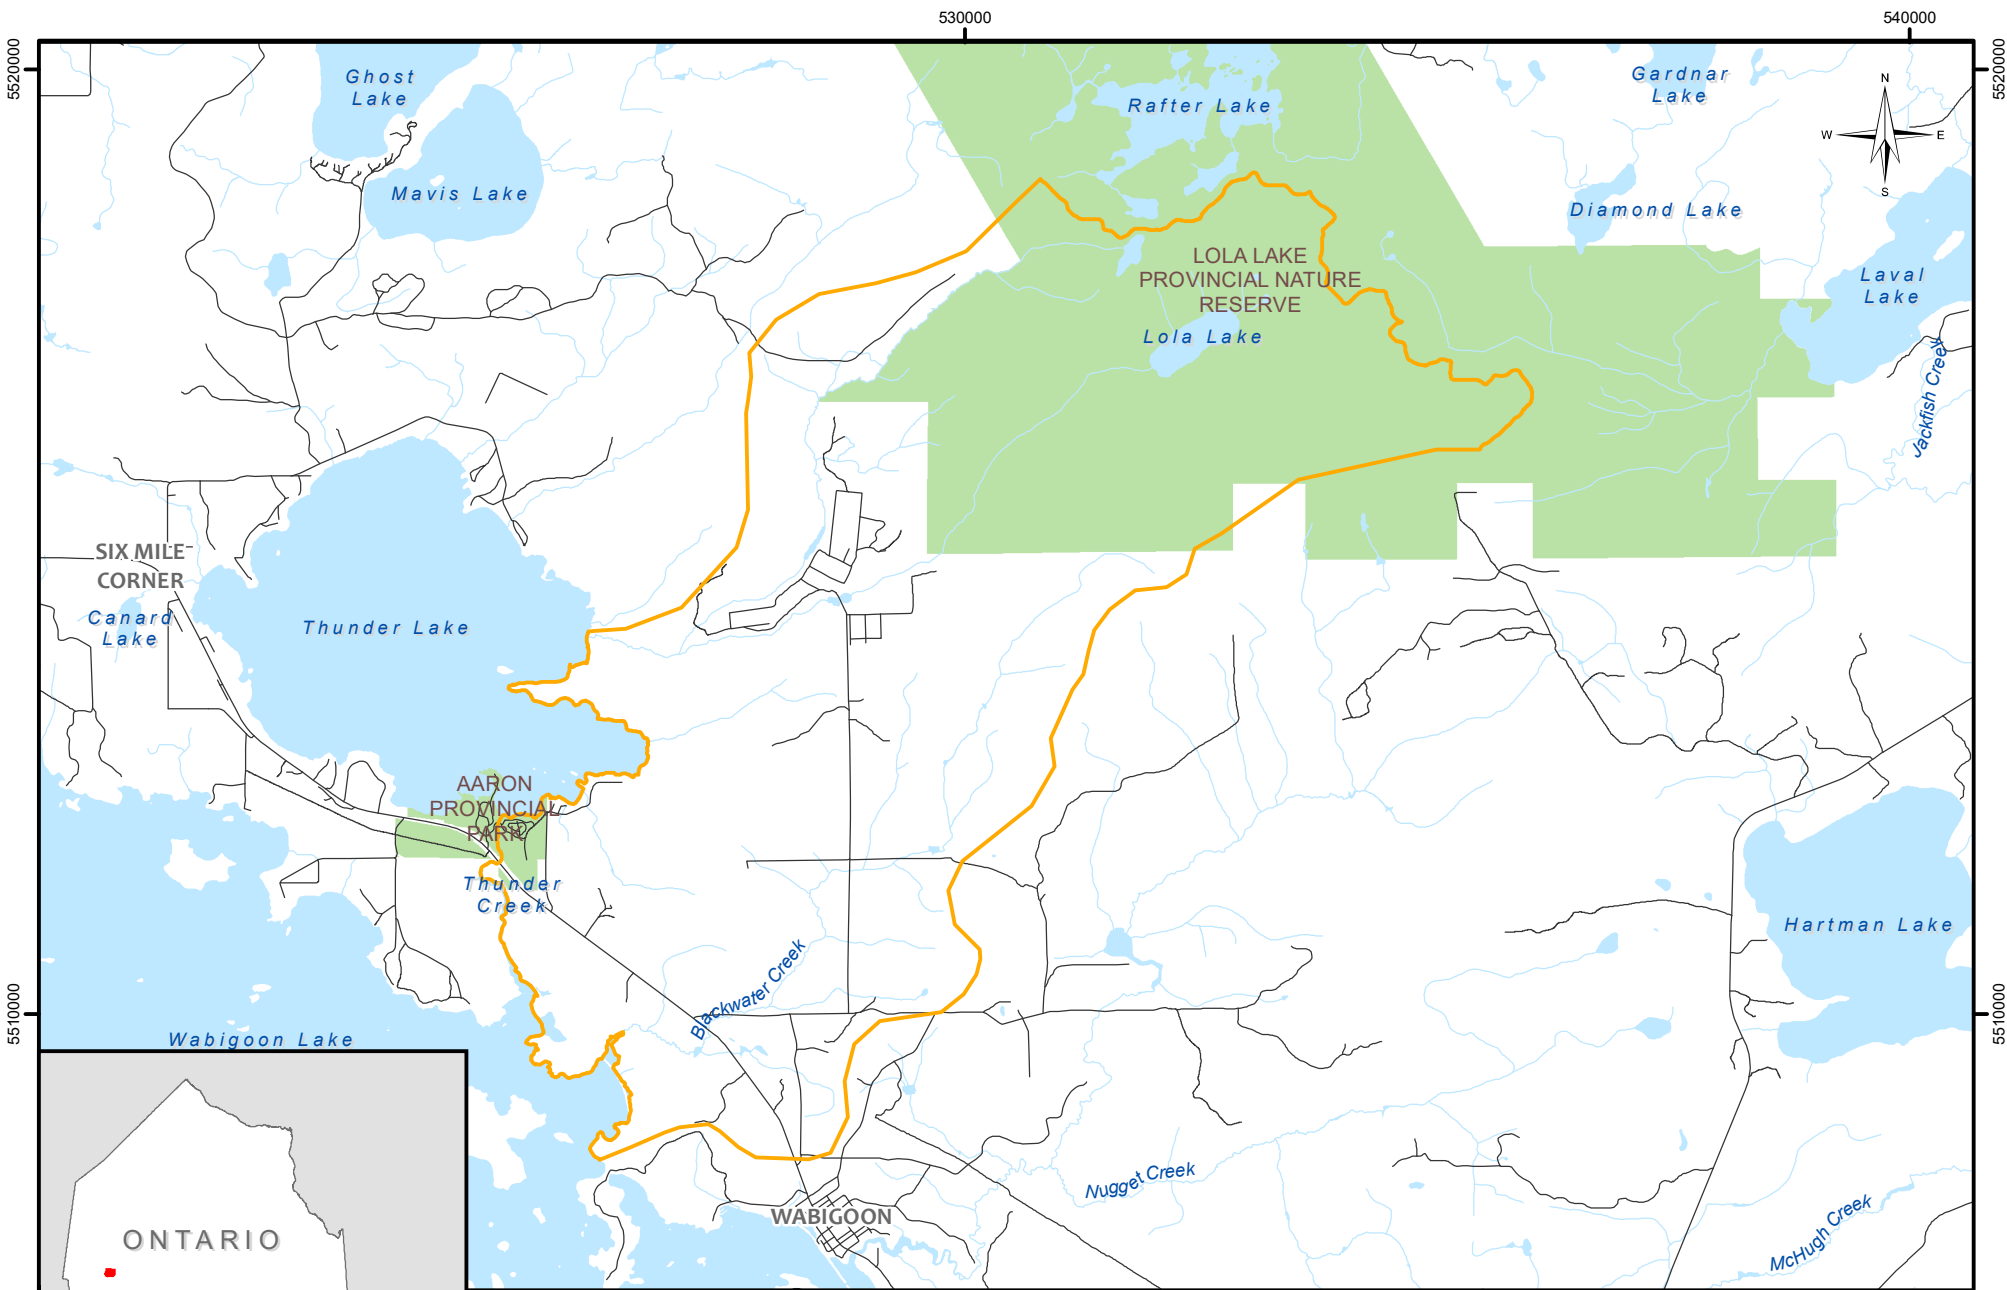 530000
540000
5520000
5520000
Ghost
Lake
Rafter Lake
Gardnar
Lake
N
W
E
S
Mavis Lake
Diamond Lake
LOLA LAKE
PROVINCIAL NATURE
RESERVE
Laval
Lake
Lola Lake
Jackfish Creek
SIX MILE
CORNER
Canard
Lake
Thunder Lake
AARON
PROVINCIAL
PARK
Thunder
Creek
Hartman Lake
Blackwater Creek
5510000
5510000
Wabigoon Lake
Nugget Creek
WABIGOON
McHugh Creek
ONTARIO